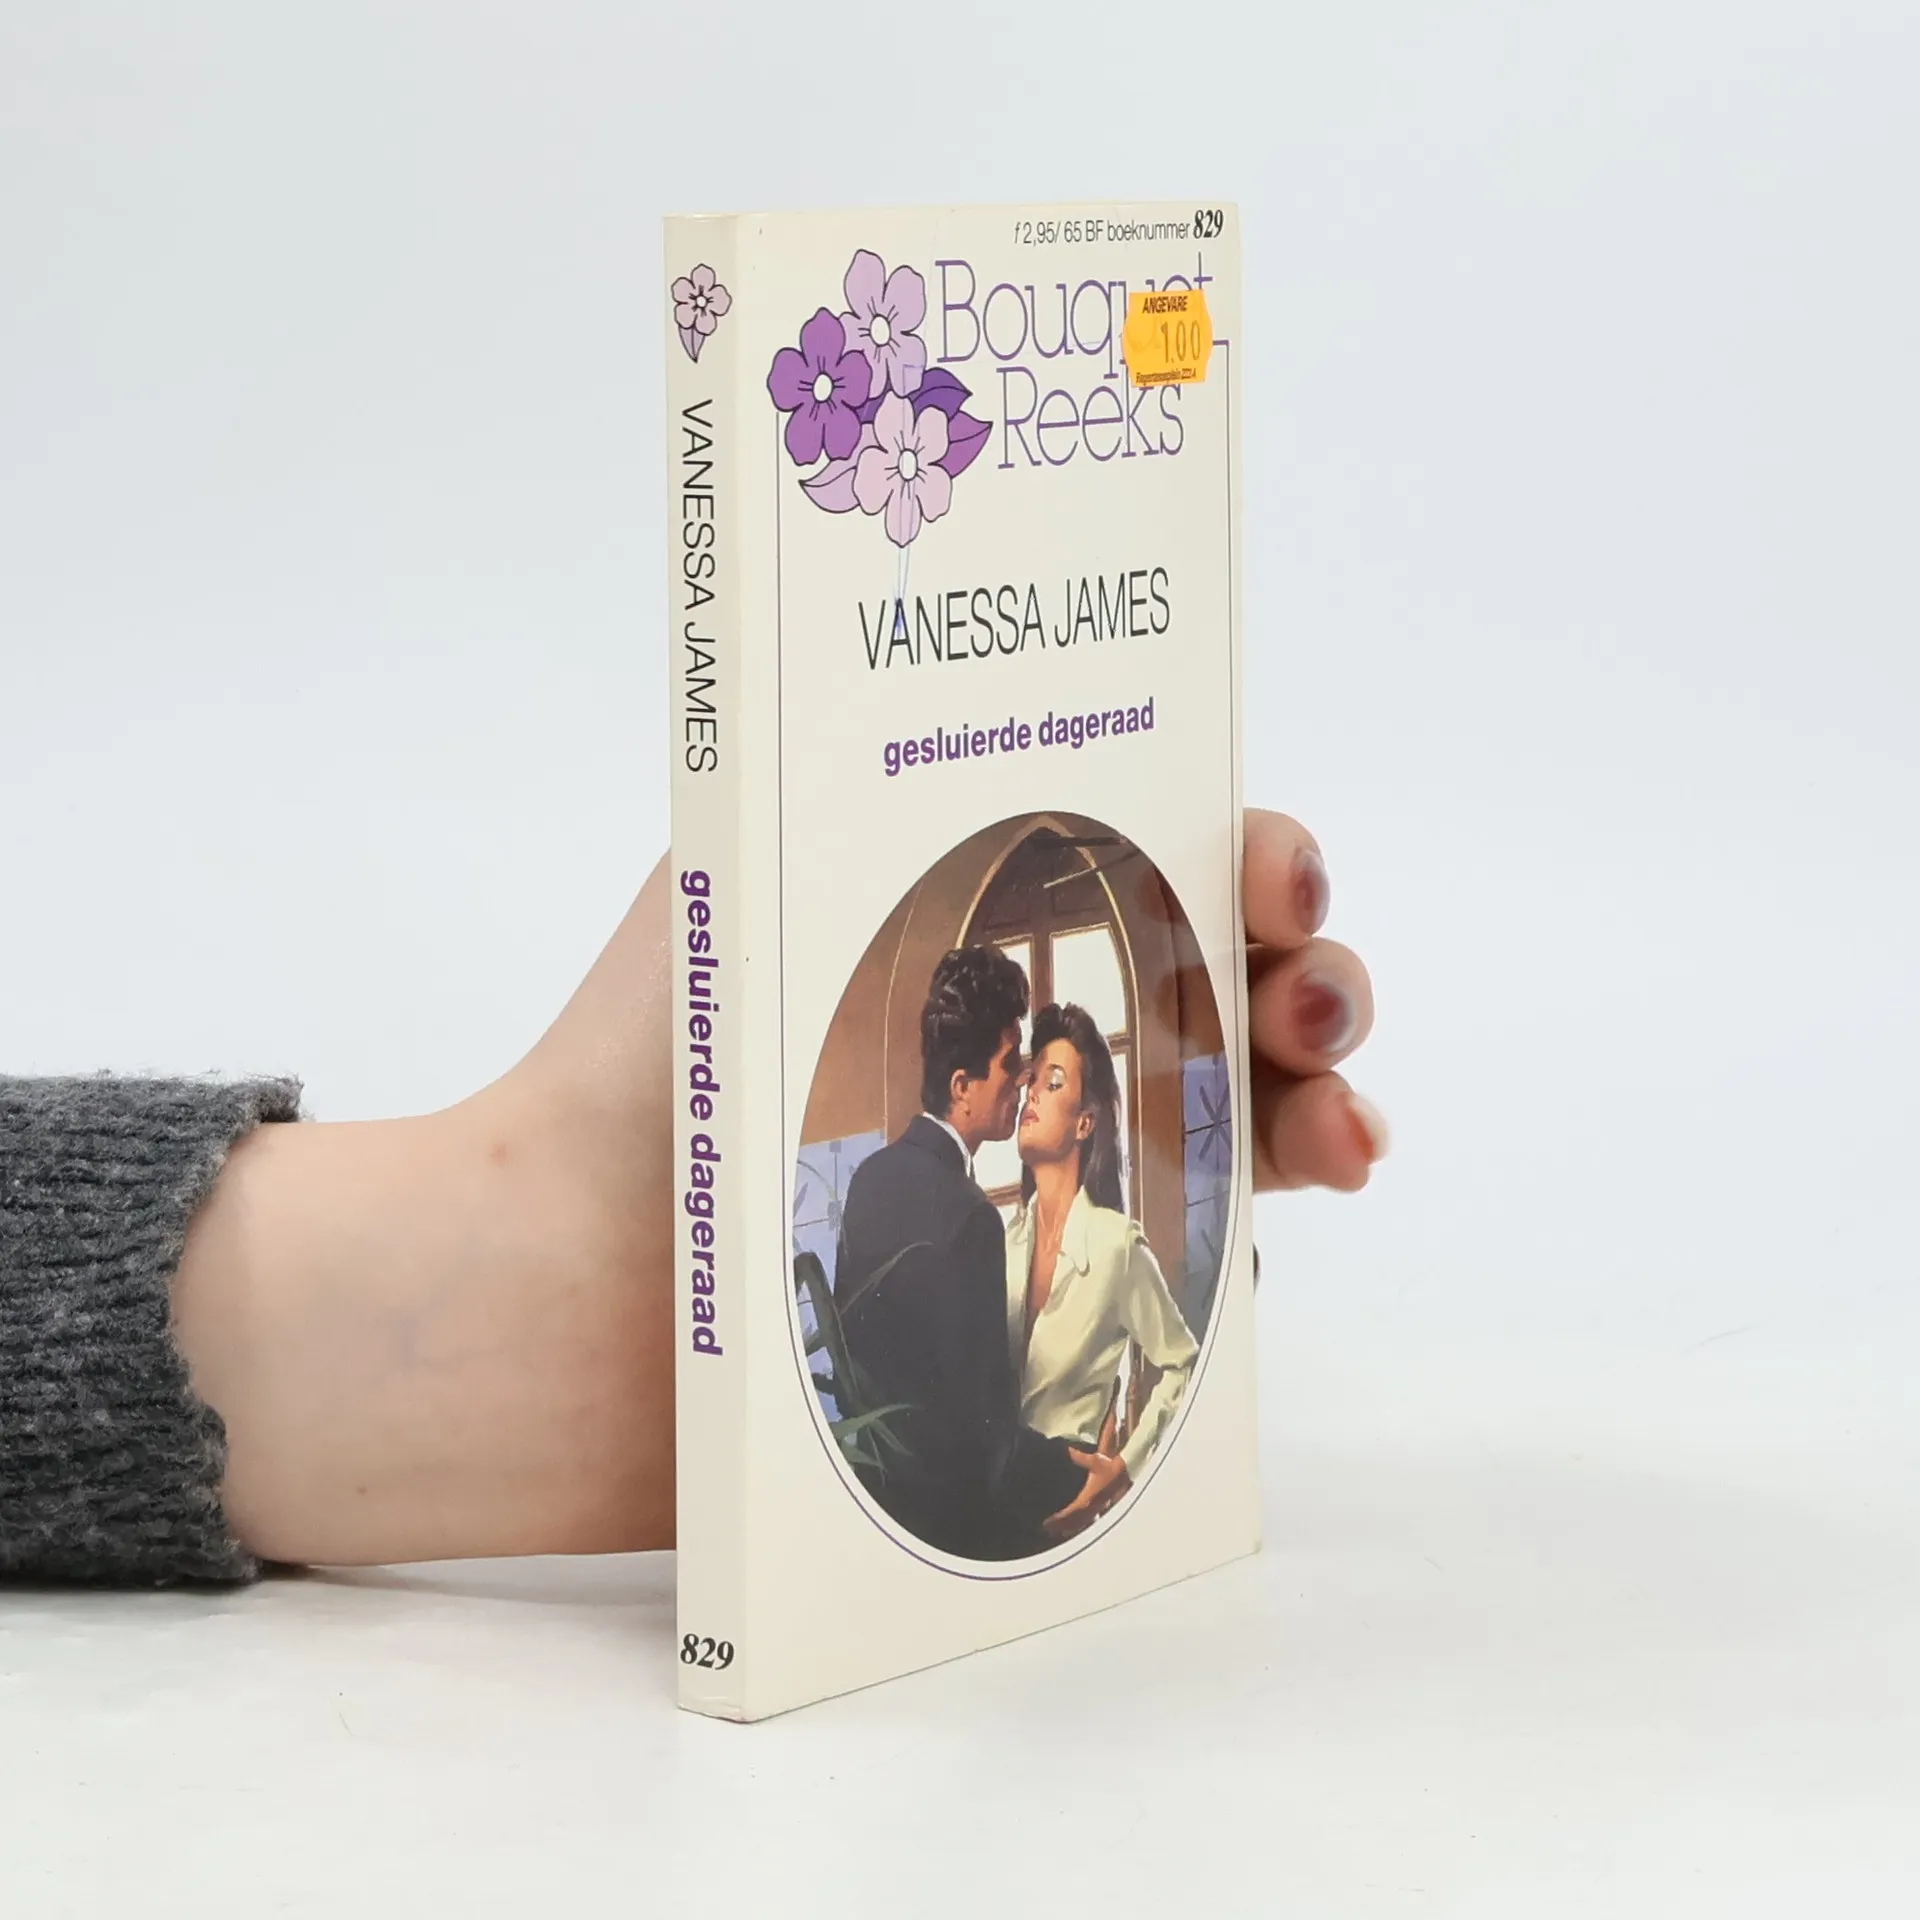 f 2,95/ 65 BF boeknummer 829
Bouquet
Reeks
ANGEVARE
1.00
VANESSA JAMES
gesluierde dageraad
VANESSA JAMES gesluierde dageraad 829